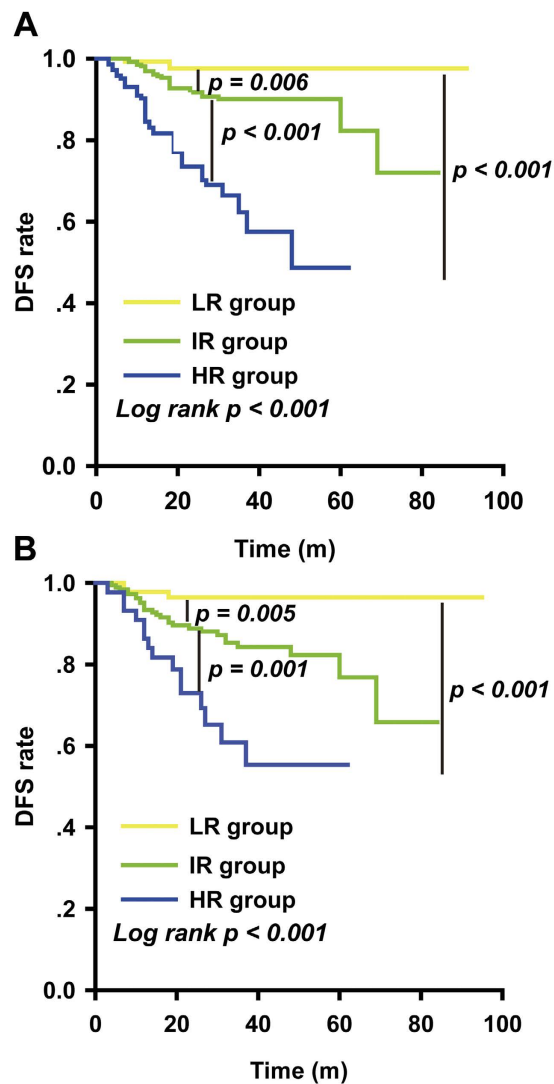 A
1.0
.8
.6
.4
.2
0.0
DFS rate
p = 0.006
p < 0.001
p < 0.001
LR group
IR group
HR group
Log rank p < 0.001
0 20 40 60 80 100
Time (m)
B
1.0
.8
.6
.4
.2
0.0
DFS rate
p = 0.005
p = 0.001
p < 0.001
LR group
IR group
HR group
Log rank p < 0.001
0 20 40 60 80 100
Time (m)